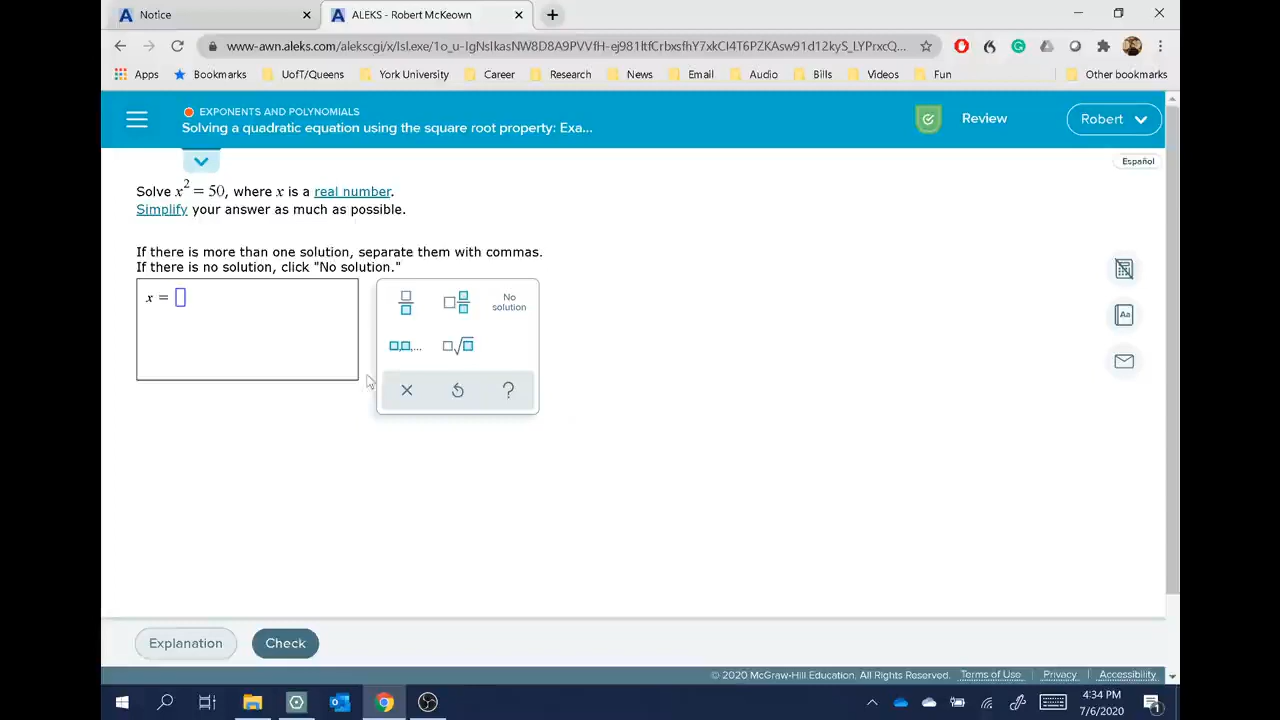 Notice
ALEKS - Robert McKeown
www-awn.aleks.com/alekscgi/x/Isl.exe/1o_u-IgNsIkasNW8D8A9PVVfH-ej981ltfCrbxsfhY7xkCI4T6PZKAsw91d12kyS_LYPrxcQ...
Apps
Bookmarks
UofT/Queens
York University
Career
Research
News
Email
Audio
Bills
Videos
Fun
Other bookmarks
EXPONENTS AND POLYNOMIALS
Solving a quadratic equation using the square root property: Exa...
Review
Robert
Español
Solve x² = 50, where x is a real number.
Simplify your answer as much as possible.
If there is more than one solution, separate them with commas.
If there is no solution, click "No solution."
x =
No
solution
Aa
Explanation
Check
© 2020 McGraw-Hill Education. All Rights Reserved. Terms of Use | Privacy | Accessibility
4:34 PM
7/6/2020